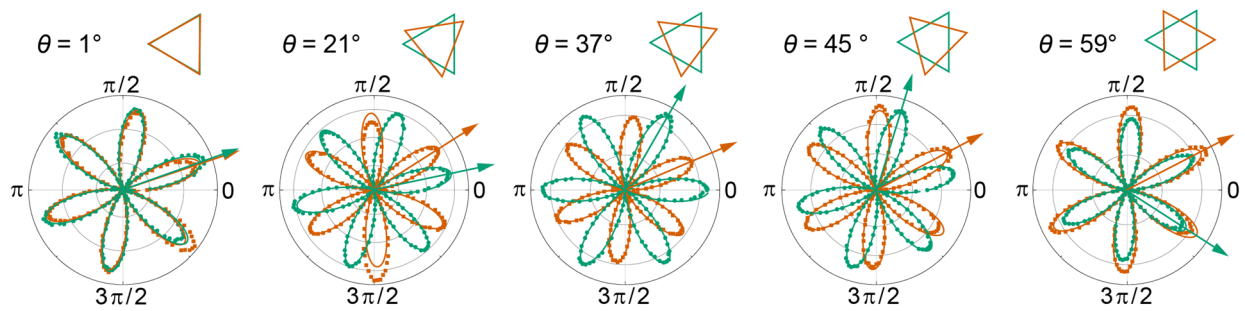 θ = 1°
θ = 21°
θ = 37°
θ = 45 °
θ = 59°
π/2
π/2
π/2
π/2
π/2
π
0
π
0
π
0
π
0
π
0
3π/2
3π/2
3π/2
3π/2
3π/2